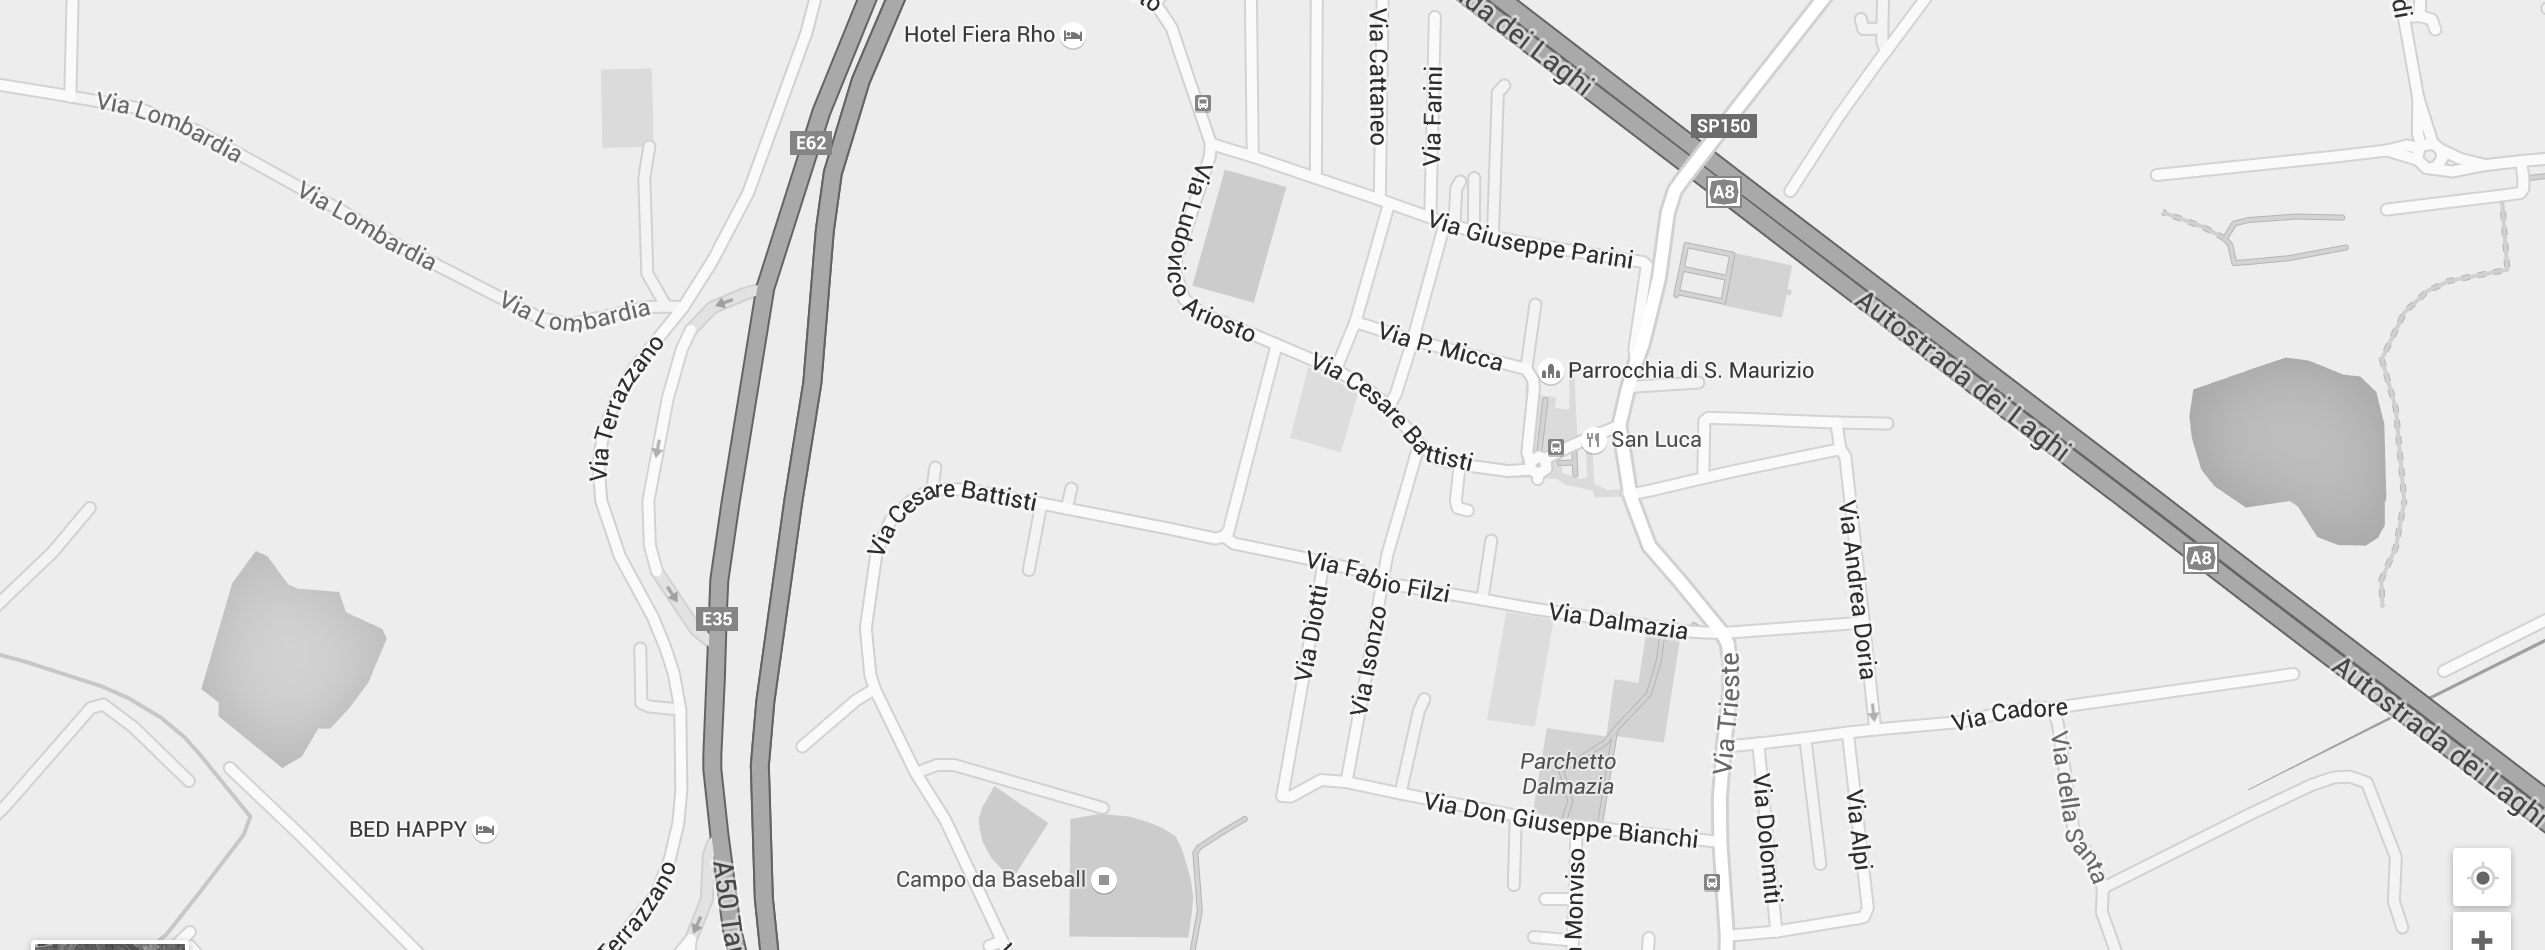 Hotel Fiera Rho
Via Cattaneo
Via Farini
dei Laghi
Via Lombardia
E62
SP150
A8
Via Lombardia
Via Ludovico Ariosto
Via Giuseppe Parini
Via Lombardia
Via Terrazzano
Via P. Micca
Parrocchia di S. Maurizio
Autostrada dei Laghi
Via Cesare Battisti
San Luca
Via Cesare Battisti
Via Andrea Doria
Via Fabio Filzi
A8
E35
Via Diotti
Via Isonzo
Via Dalmazia
Via Trieste
Via Cadore
Autostrada dei Laghi
Parchetto
Dalmazia
Via della Santa
Via Don Giuseppe Bianchi
Via Dolomiti
Via Alpi
BED HAPPY
Campo da Baseball
A50
Terrazzano
Monviso